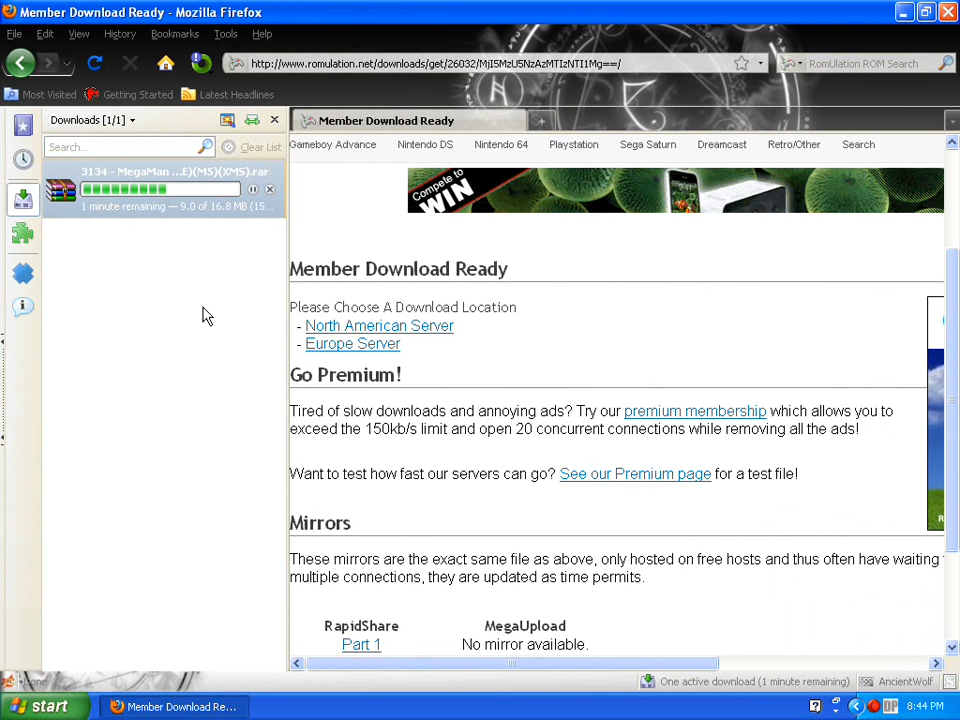 Member Download Ready - Mozilla Firefox
File Edit View History Bookmarks Tools Help
http://www.romulation.net/downloads/get/26032/MjI5MzU5NzAzMTIzNTI1Mg==/
RomUlation ROM Search
Most Visited Getting Started Latest Headlines
Downloads [1/1]
Member Download Ready
Search...
Clear List
Gameboy Advance Nintendo DS Nintendo 64 Playstation Sega Saturn Dreamcast Retro/Other Search
3134 - MegaMan ...E)(M5)(XMS).rar
1 minute remaining — 9.0 of 16.8 MB (15...
Compete to
WIN
Member Download Ready
Please Choose A Download Location
- North American Server
- Europe Server
Go Premium!
Tired of slow downloads and annoying ads? Try our premium membership which allows you to
exceed the 150kb/s limit and open 20 concurrent connections while removing all the ads!
Want to test how fast our servers can go? See our Premium page for a test file!
Mirrors
These mirrors are the exact same file as above, only hosted on free hosts and thus often have waiting
multiple connections, they are updated as time permits.
RapidShare MegaUpload
Part 1 No mirror available.
Done
One active download (1 minute remaining) AncientWolf
start Member Download Re... DP 8:44 PM